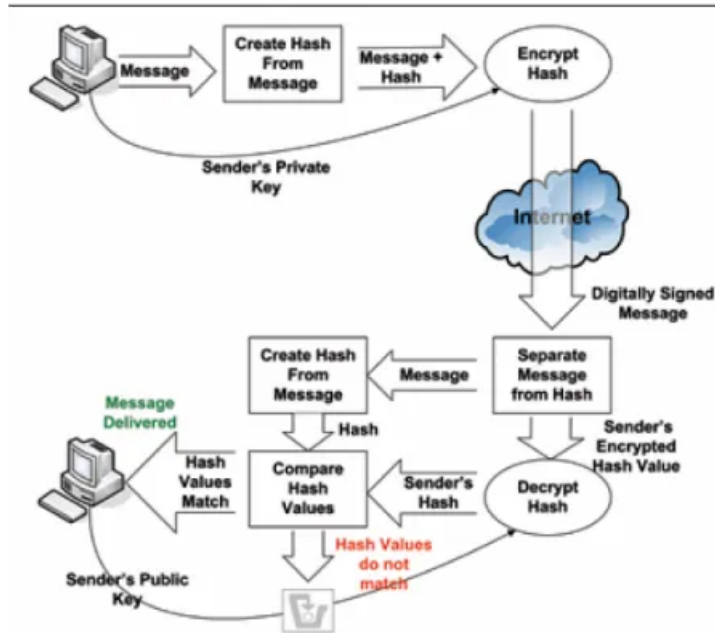 Message
Create Hash
From
Message
Message +
Hash
Encrypt
Hash
Sender's Private
Key
Internet
Digitally Signed
Message
Separate
Message
from Hash
Message
Create Hash
From
Message
Hash
Sender's
Encrypted
Hash Value
Decrypt
Hash
Sender's
Hash
Compare
Hash
Values
Hash
Values
Match
Message
Delivered
Hash Values
do not
match
Sender's Public
Key